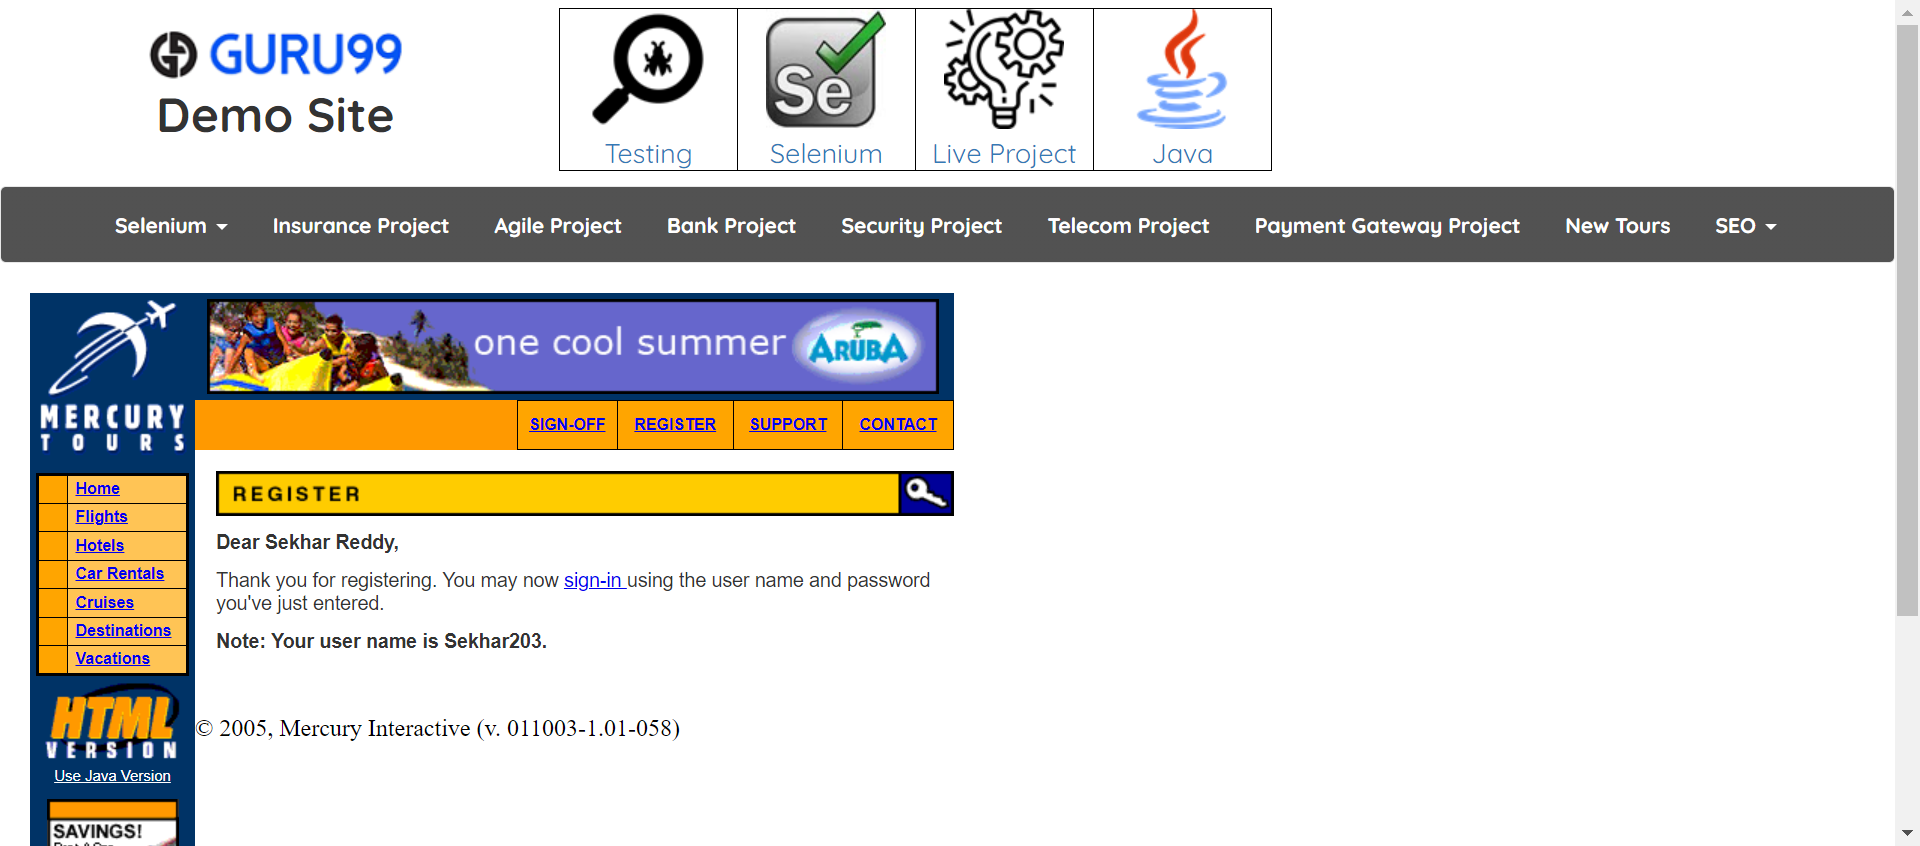 GURU99
Demo Site
Se
Testing
Selenium
Live Project
Java
Selenium
Insurance Project
Agile Project
Bank Project
Security Project
Telecom Project
Payment Gateway Project
New Tours
SEO
one cool summer
ARUBA
MERCURY
TOURS
SIGN-OFF
REGISTER
SUPPORT
CONTACT
Home
Flights
Hotels
Car Rentals
Cruises
Destinations
Vacations
REGISTER
Dear Sekhar Reddy,
Thank you for registering. You may now sign-in using the user name and password
you've just entered.
Note: Your user name is Sekhar203.
© 2005, Mercury Interactive (v. 011003-1.01-058)
HTML
VERSION
Use Java Version
SAVINGS!